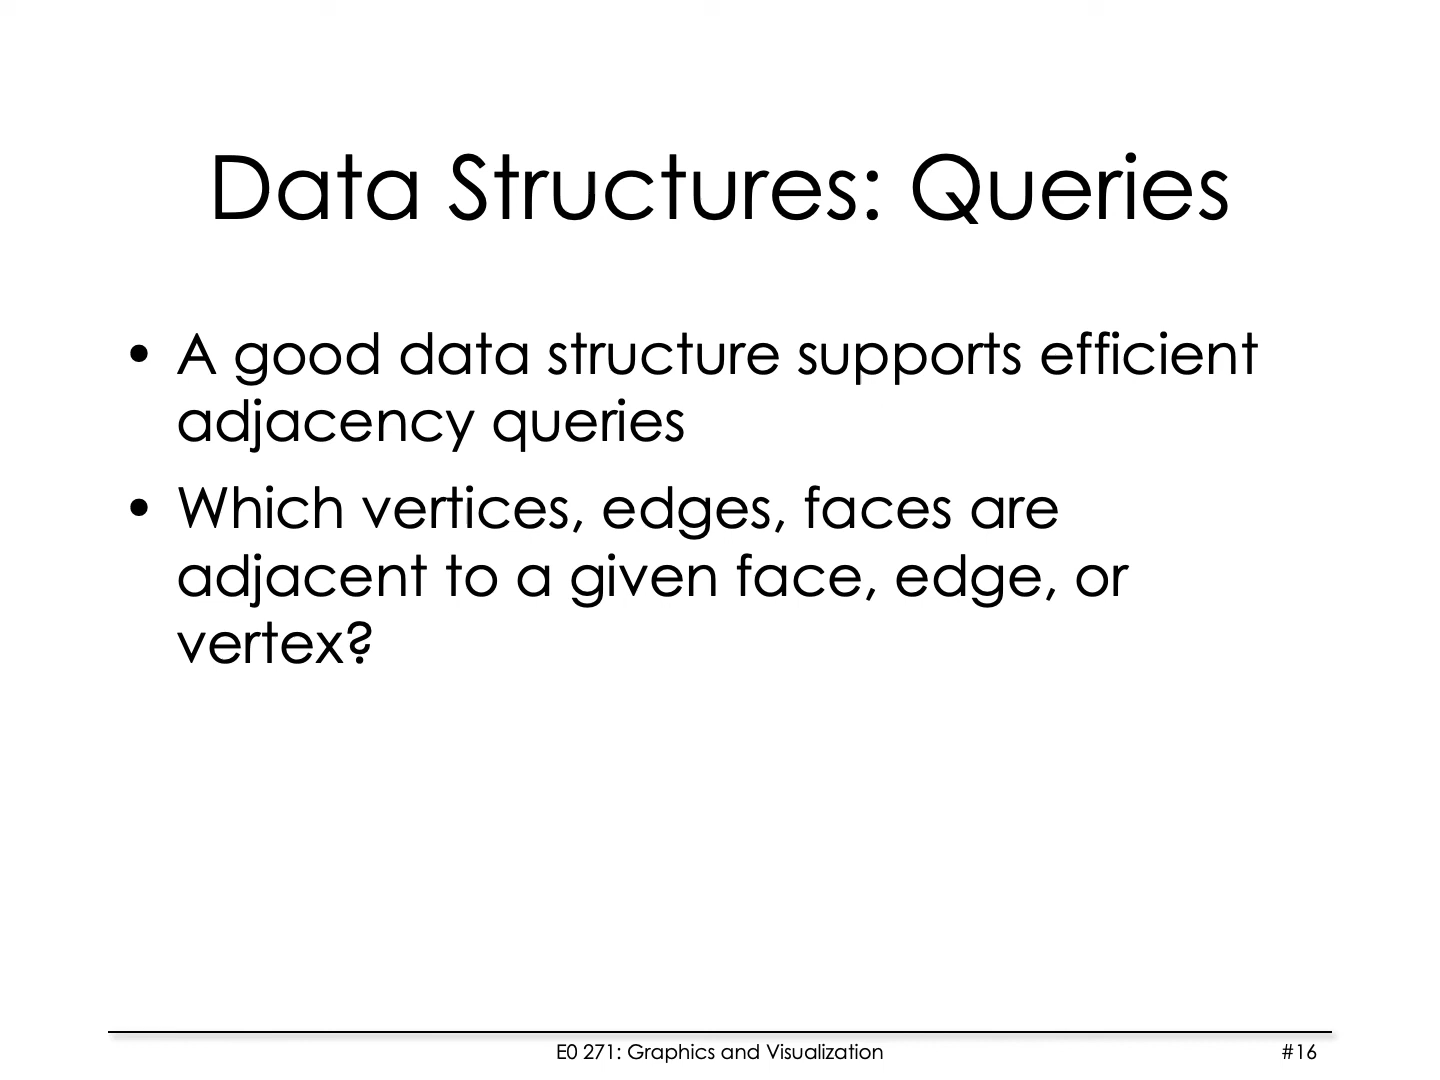 Data Structures: Queries
• A good data structure supports efficient
adjacency queries
• Which vertices, edges, faces are
adjacent to a given face, edge, or
vertex?
E0 271: Graphics and Visualization
#16